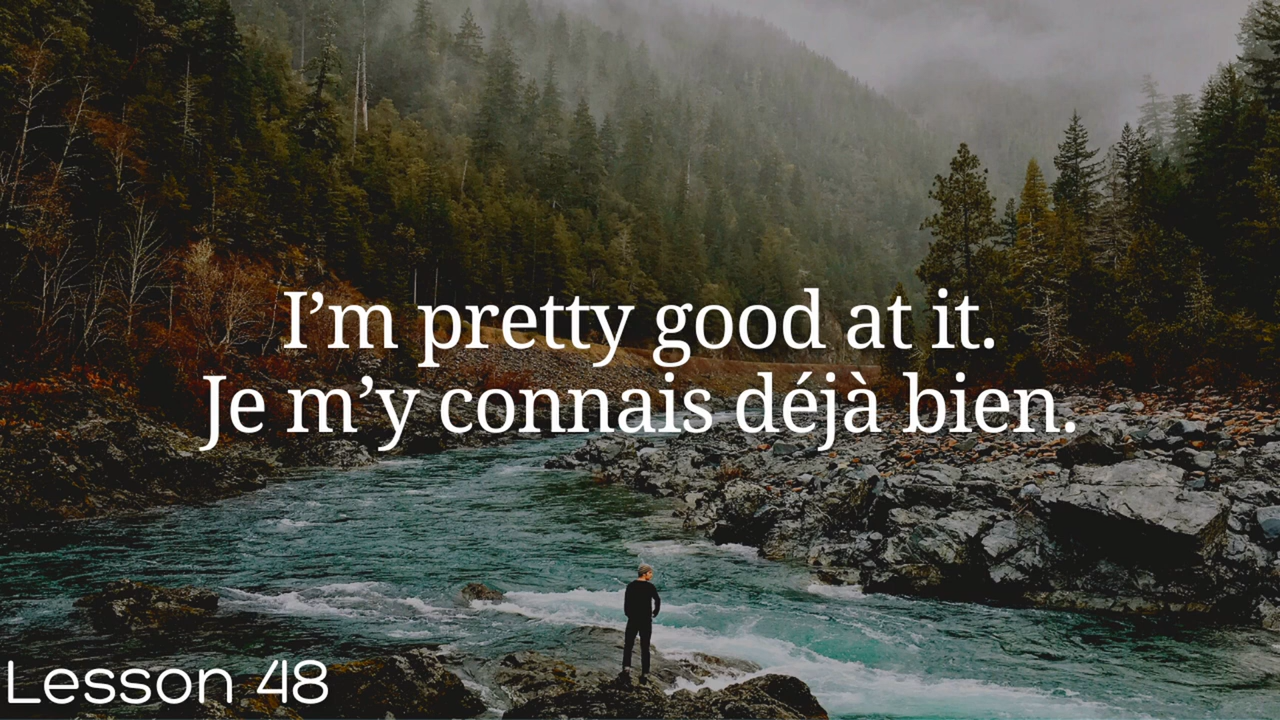 I’m pretty good at it.
Je m’y connais déjà bien.
Lesson 48